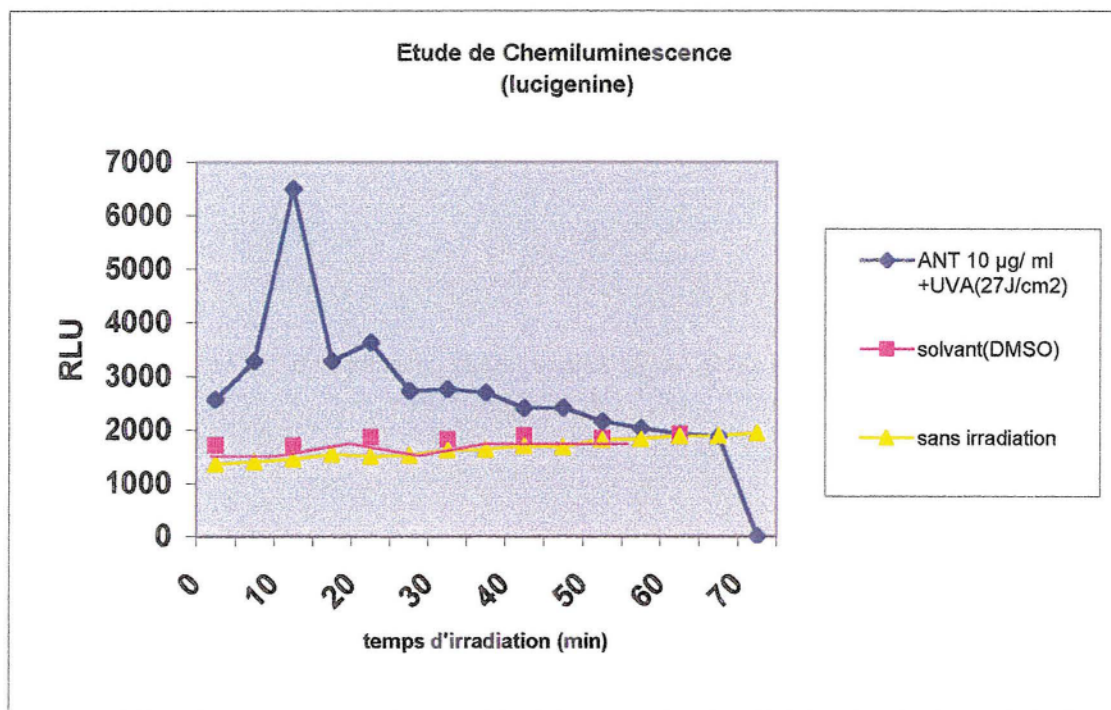 Etude de Chemiluminescence
(lucigenine)
7000
6000
5000
4000
3000
2000
1000
0
RLU
0
10
20
30
40
50
60
70
temps d'irradiation (min)
ANT 10 µg/ ml
+UVA(27J/cm2)
solvant(DMSO)
sans irradiation